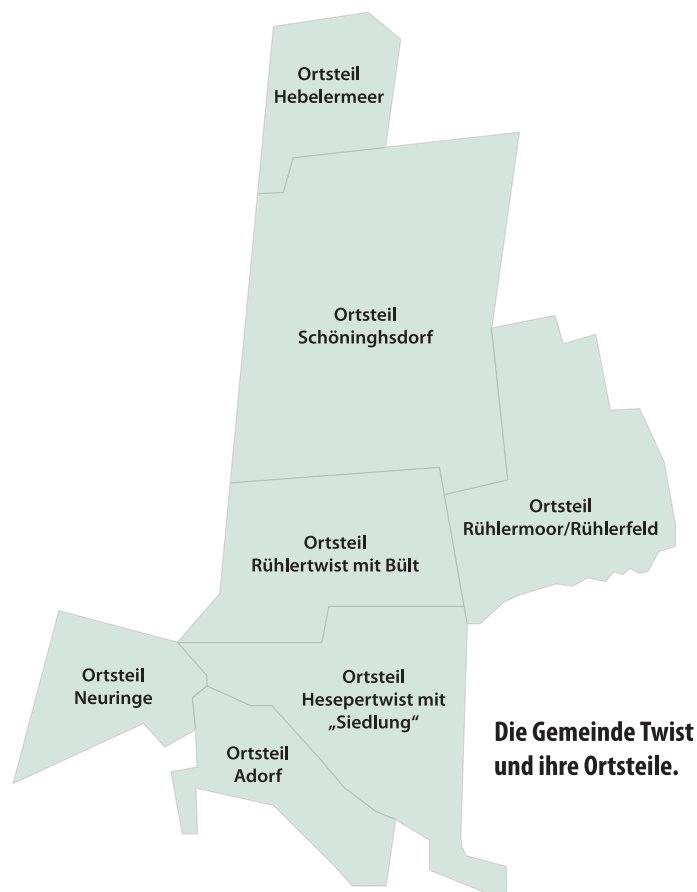 Ortsteil
Hebelermeer
Ortsteil
Schöninghsdorf
Ortsteil
Rühlermoor/Rühlerfeld
Ortsteil
Rühlertwist mit Bült
Ortsteil
Neuringe
Ortsteil
Hesepertwist mit
„Siedlung“
Ortsteil
Adorf
Die Gemeinde Twist
und ihre Ortsteile.